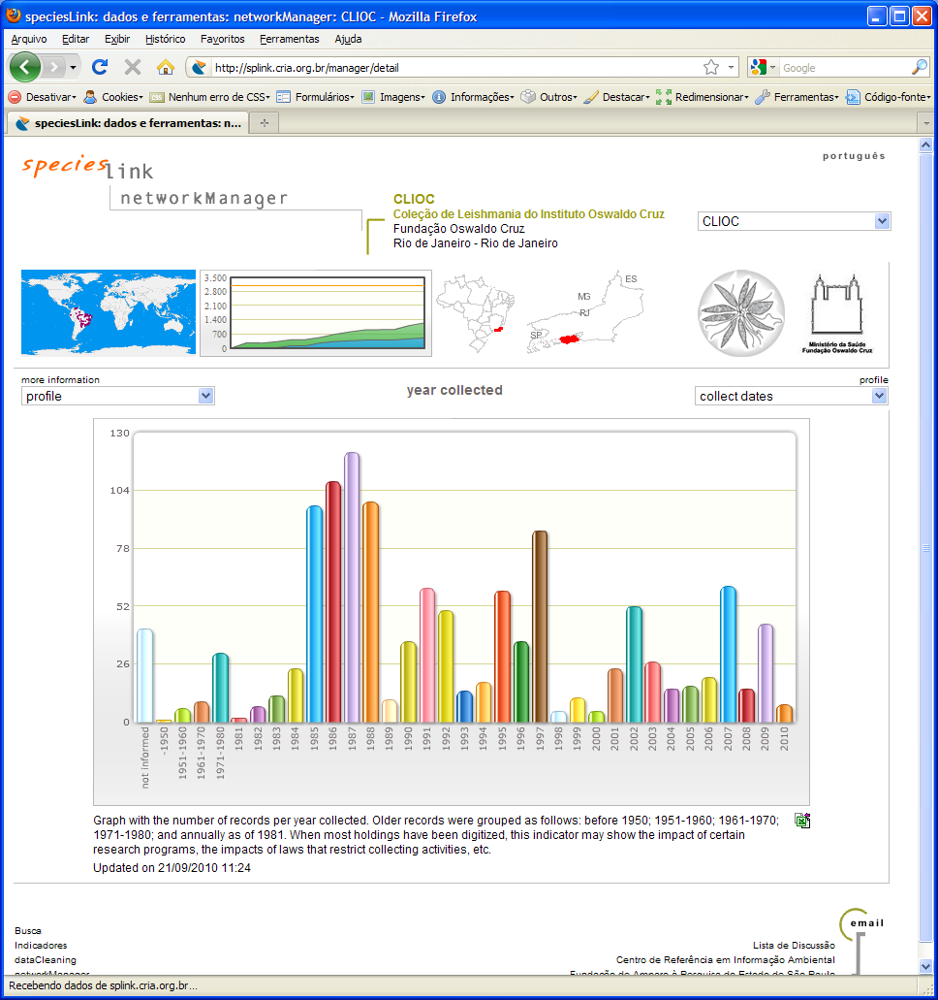 speciesLink: dados e ferramentas: networkManager: CLIOC - Mozilla Firefox
Arquivo Editar Exibir Histórico Favoritos Ferramentas Ajuda
http://splink.cria.org.br/manager/detail Google
Desativar Cookies Nenhum erro de CSS Formulários Imagens Informações Outros Destacar Redimensionar Ferramentas Código-fonte
speciesLink: dados e ferramentas: n...
português
species link
networkManager
CLIOC
Coleção de Leishmania do Instituto Oswaldo Cruz
Fundação Oswaldo Cruz
Rio de Janeiro - Rio de Janeiro
CLIOC
3.500
2.800
2.100
1.400
700
0
ES
MG
RJ
SP
Ministério da Saúde
Fundação Oswaldo Cruz
more information
profile
year collected
profile
collect dates
130
104
78
52
26
0
not informed -1950 1951-1960 1961-1970 1971-1980 1981 1982 1983 1984 1985 1986 1987 1988 1989 1990 1991 1992 1993 1994 1995 1996 1997 1998 1999 2000 2001 2002 2003 2004 2005 2006 2007 2008 2009 2010
Graph with the number of records per year collected. Older records were grouped as follows: before 1950; 1951-1960; 1961-1970;
1971-1980; and annually as of 1981. When most holdings have been digitized, this indicator may show the impact of certain
research programs, the impacts of laws that restrict collecting activities, etc.
Updated on 21/09/2010 11:24
email
Busca
Indicadores
dataCleaning
networkManager
Lista de Discussão
Centro de Referência em Informação Ambiental
Fundação de Amparo à Pesquisa do Estado de São Paulo
Recebendo dados de splink.cria.org.br...